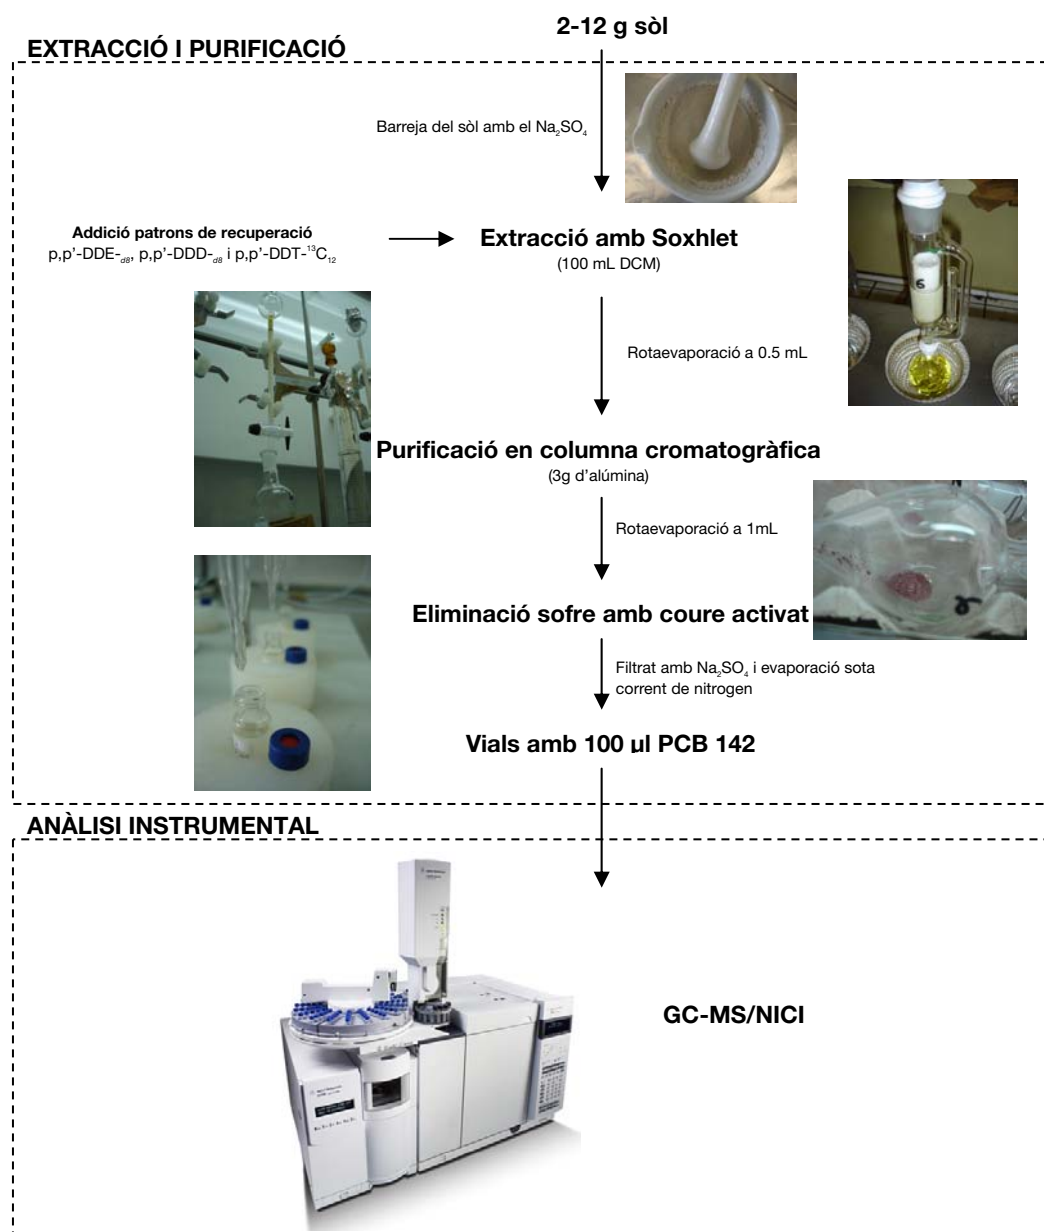 2-12 g sòl
EXTRACCIÓ I PURIFICACIÓ
Barreja del sòl amb el Na₂SO₄
Addició patrons de recuperació
p,p’-DDE-d8, p,p’-DDD-d8 i p,p’-DDT-¹³C₁₂
Extracció amb Soxhlet
(100 mL DCM)
6
Rotaevaporació a 0.5 mL
Purificació en columna cromatogràfica
(3g d’alúmina)
Rotaevaporació a 1mL
Eliminació sofre amb coure activat
Filtrat amb Na₂SO₄ i evaporació sota
corrent de nitrogen
Vials amb 100 µl PCB 142
ANÀLISI INSTRUMENTAL
GC-MS/NICI